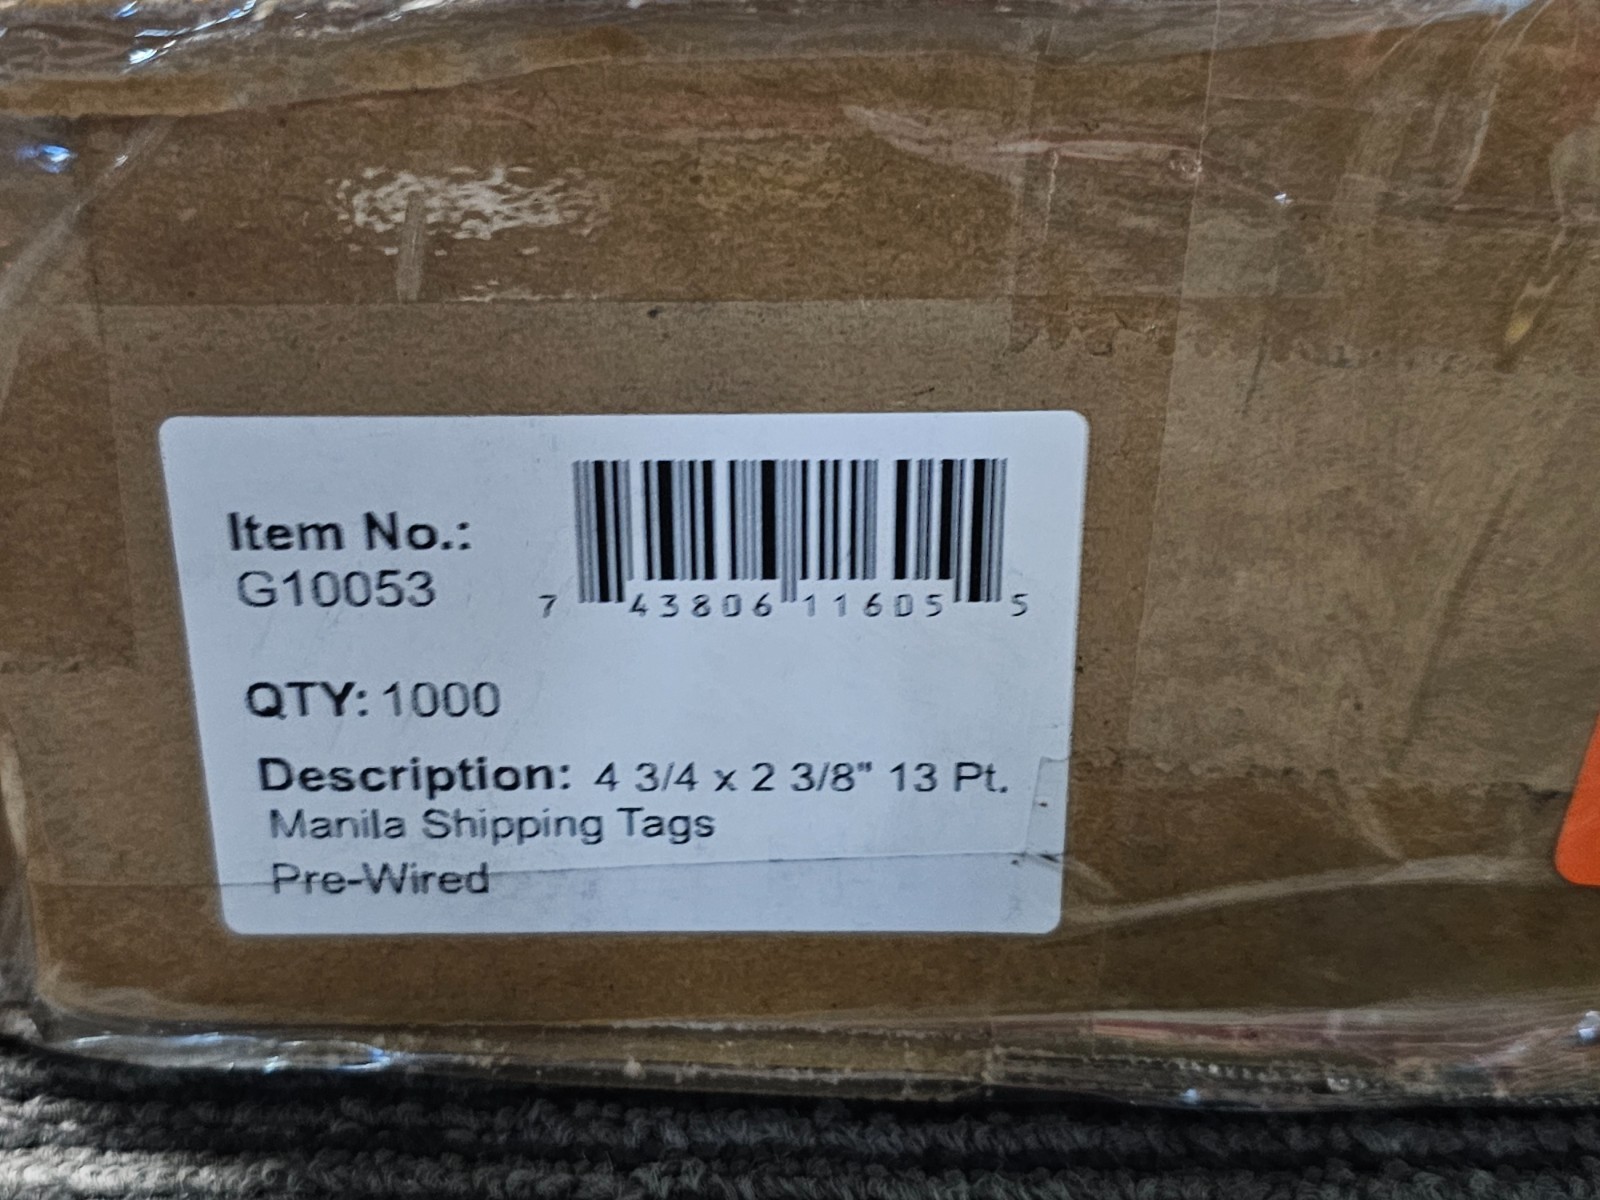 Item No.:
G10053
7 43806 11605 5
QTY: 1000
Description: 4 3/4 x 2 3/8" 13 Pt.
Manila Shipping Tags
Pre-Wired